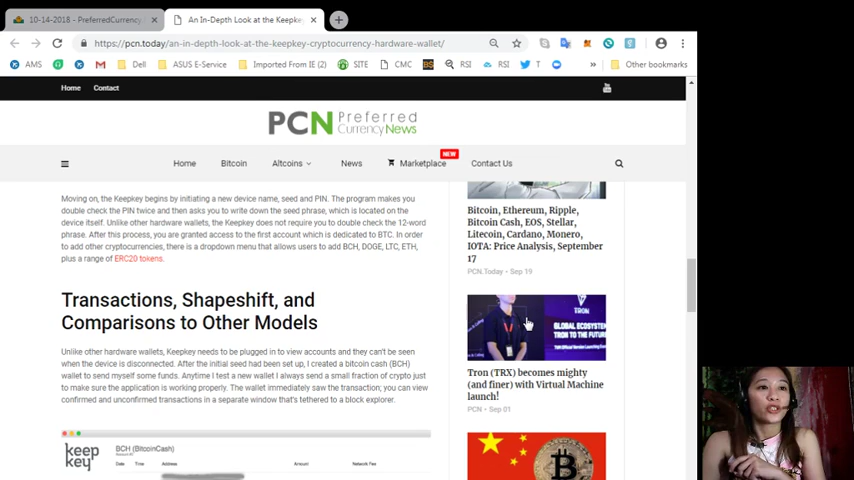 10-14-2018 - PreferredCurrency.
An In-Depth Look at the Keepkey
https://pcn.today/an-in-depth-look-at-the-keepkey-cryptocurrency-hardware-wallet/
AMS
Dell
ASUS E-Service
Imported From IE (2)
SITE
CMC
RSI
RSI
T
»
Other bookmarks
Home
Contact
PCN Preferred
Currency News
NEW
Home
Bitcoin
Altcoins
News
Marketplace
Contact Us
Moving on, the Keepkey begins by initiating a new device name, seed and PIN. The program makes you
double check the PIN twice and then asks you to write down the seed phrase, which is located on the
device itself. Unlike other hardware wallets, the Keepkey does not require you to double check the 12-word
phrase. After this process, you are granted access to the first account which is dedicated to BTC. In order
to add other cryptocurrencies, there is a dropdown menu that allows users to add BCH, DOGE, LTC, ETH,
plus a range of ERC20 tokens.
Transactions, Shapeshift, and
Comparisons to Other Models
Unlike other hardware wallets, Keepkey needs to be plugged in to view accounts and they can't be seen
when the device is disconnected. After the initial seed had been set up, I created a bitcoin cash (BCH)
wallet to send myself some funds. Anytime I test a new wallet I always send a small fraction of crypto just
to make sure the application is working properly. The wallet immediately saw the transaction; you can view
confirmed and unconfirmed transactions in a separate window that's tethered to a block explorer.
keep
key
BCH (BitcoinCash)
Date
Time
Address
Amount
Network Fee
Bitcoin, Ethereum, Ripple,
Bitcoin Cash, EOS, Stellar,
Litecoin, Cardano, Monero,
IOTA: Price Analysis, September
17
PCN.Today - Sep 19
TRON
GLOBAL ECOSYSTEM
TRON TO THE FUTURE
Tron (TRX) becomes mighty
(and finer) with Virtual Machine
launch!
PCN - Sep 01